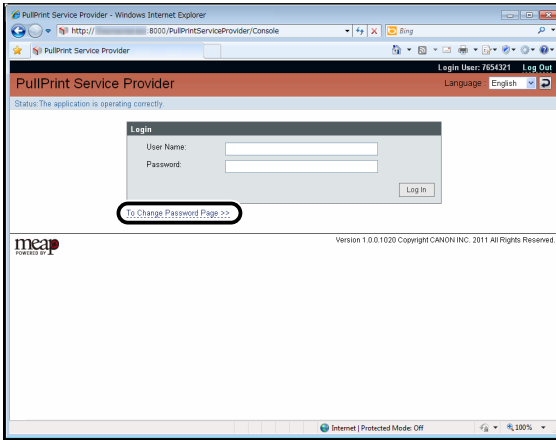 PullPrint Service Provider - Windows Internet Explorer
http:// :8000/PullPrintServiceProvider/Console
Bing
PullPrint Service Provider
Login User: 7654321 Log Out
PullPrint Service Provider
Language : English
Status:The application is operating correctly.
Login
User Name:
Password:
Log In
To Change Password Page >>
meap
POWERED BY
Version 1.0.0.1020 Copyright CANON INC. 2011 All Rights Reserved.
Internet | Protected Mode: Off
100%